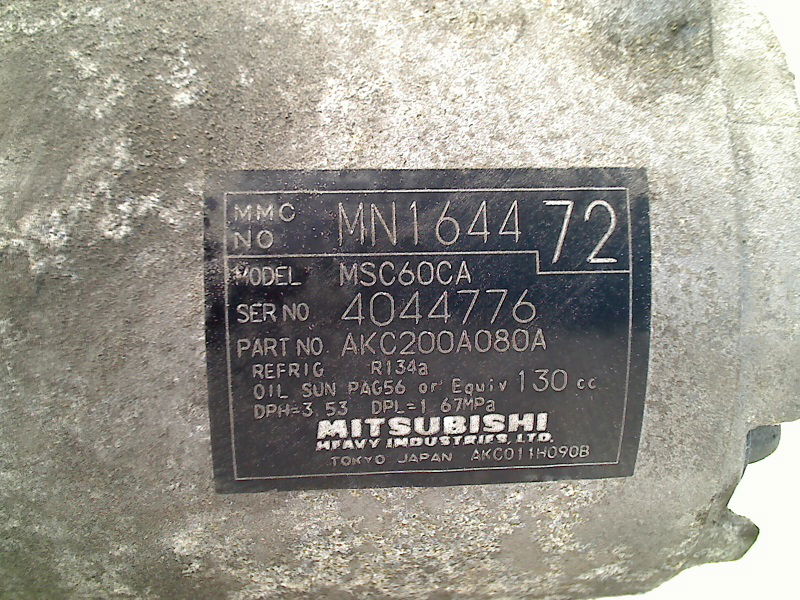 MMC NO MN164472
MODEL MSC60CA
SER NO 4044776
PART NO AKC200A080A
REFRIG R134a
OIL SUN PAG56 or Equiv 130 cc
DPH=3.53 DPL=1.67MPa
MITSUBISHI
HEAVY INDUSTRIES, LTD.
TOKYO JAPAN AKC011H090B